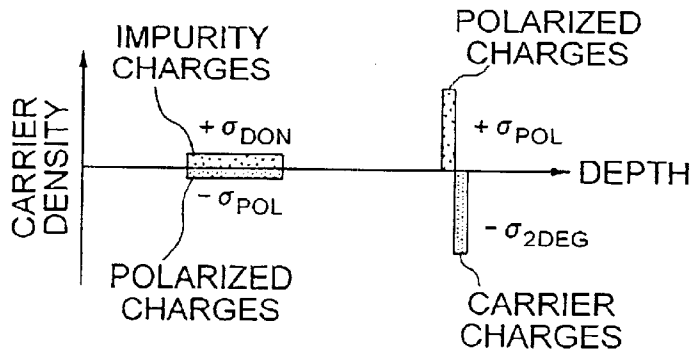 IMPURITY
CHARGES
POLARIZED
CHARGES
CARRIER
DENSITY
+ σDON
+ σPOL
DEPTH
- σPOL
- σ2DEG
POLARIZED
CHARGES
CARRIER
CHARGES